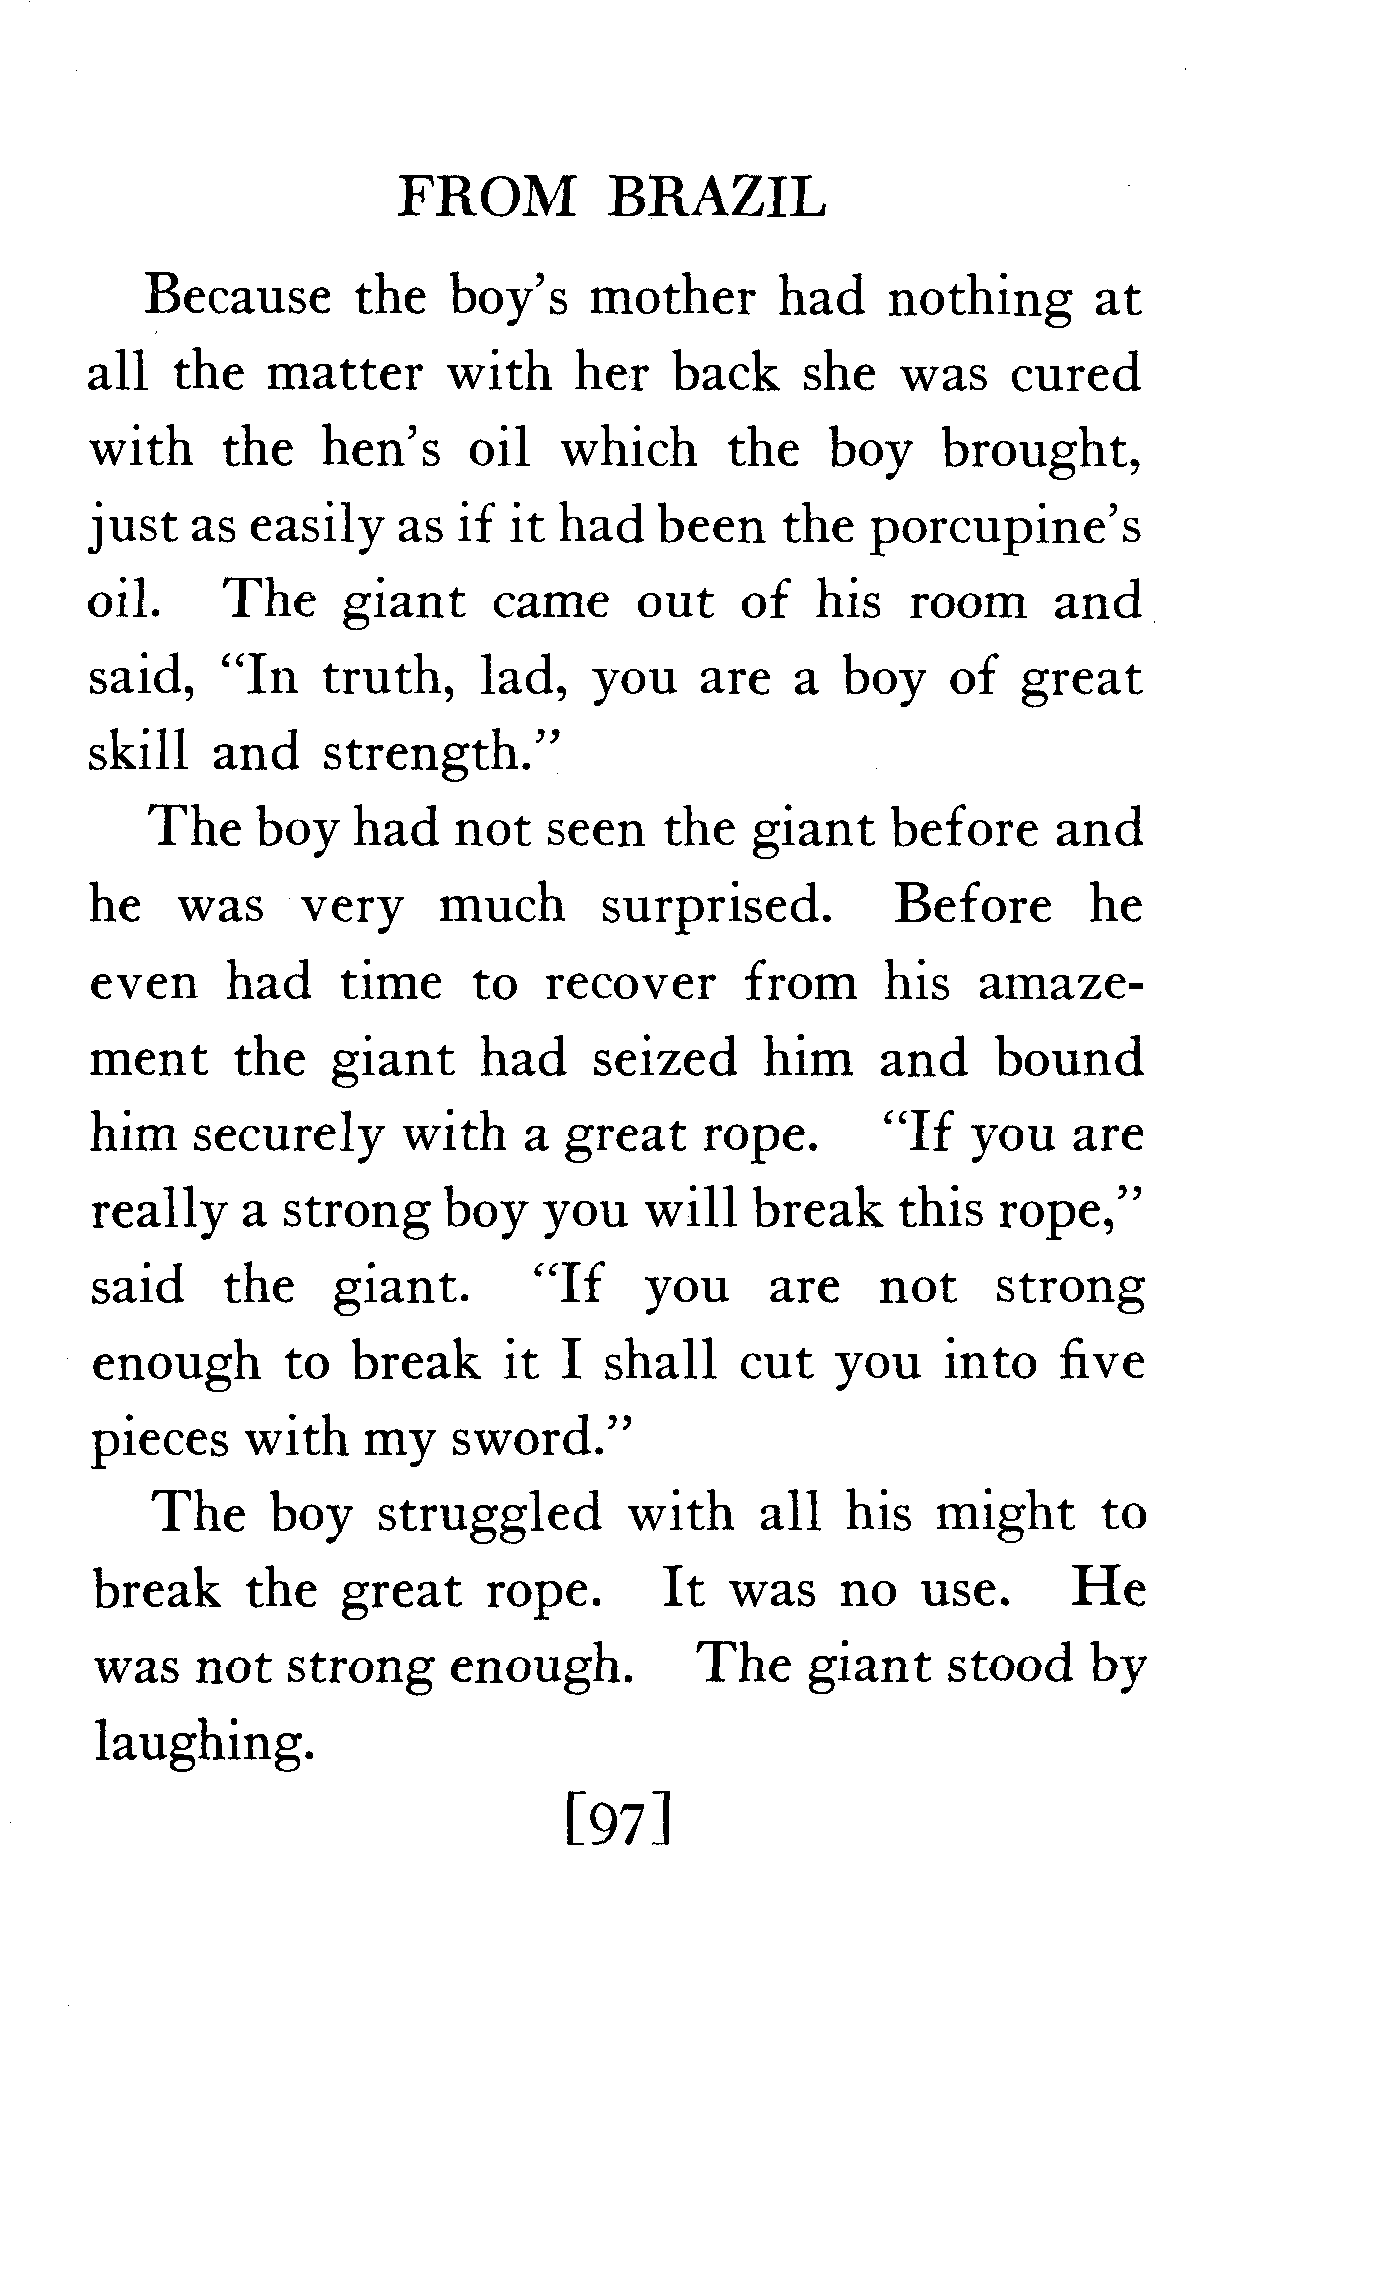 FROM BRAZIL
Because the boy's mother had nothing at
all the matter with her back she was cured
with the hen's oil which the boy brought,
just as easily as if it had been the porcupine's
oil. The giant came out of his room and
said, "In truth, lad, you are a boy of great
skill and strength."
The boy had not seen the giant before and
he was very much surprised. Before he
even had time to recover from his amaze-
ment the giant had seized him and bound
him securely with a great rope. "If you are
really a strong boy you will break this rope,"
said the giant. "If you are not strong
enough to break it I shall cut you into five
pieces with my sword."
The boy struggled with all his might to
break the great rope. It was no use. He
was not strong enough. The giant stood by
laughing.
[97]